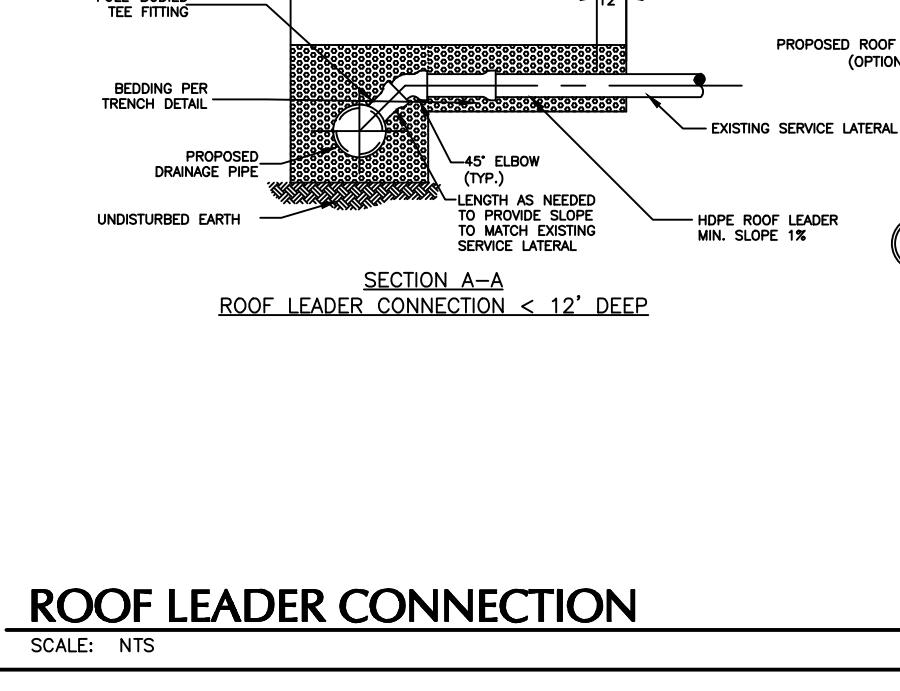 TEE FITTING
12"
PROPOSED ROOF
BEDDING PER
TRENCH DETAIL
EXISTING SERVICE LATERAL
PROPOSED
DRAINAGE PIPE
45° ELBOW
(TYP.)
LENGTH AS NEEDED
TO PROVIDE SLOPE
TO MATCH EXISTING
SERVICE LATERAL
UNDISTURBED EARTH
HDPE ROOF LEADER
MIN. SLOPE 1%
SECTION A-A
ROOF LEADER CONNECTION < 12' DEEP
ROOF LEADER CONNECTION
SCALE: NTS